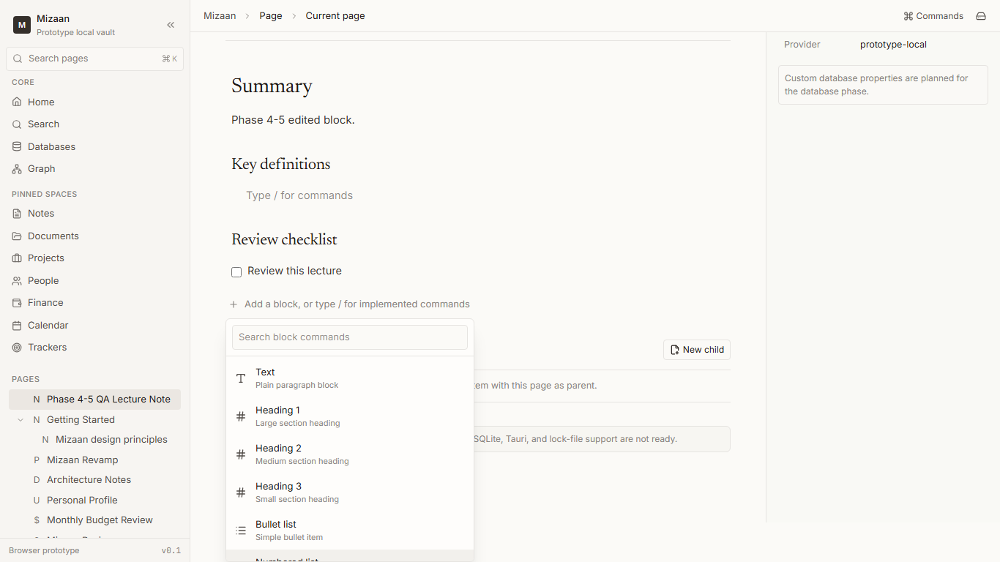 M
Mizaan
Prototype local vault
Search pages
⌘ K
CORE
Home
Search
Databases
Graph
PINNED SPACES
Notes
Documents
Projects
People
Finance
Calendar
Trackers
PAGES
N Phase 4-5 QA Lecture Note
N Getting Started
N Mizaan design principles
P Mizaan Revamp
D Architecture Notes
U Personal Profile
$ Monthly Budget Review
Browser prototype v0.1
Mizaan > Page > Current page
⌘ Commands
Summary
Phase 4-5 edited block.
Key definitions
Type / for commands
Review checklist
Review this lecture
+ Add a block, or type / for implemented commands
Search block commands
Text
Plain paragraph block
Heading 1
Large section heading
Heading 2
Medium section heading
Heading 3
Small section heading
Bullet list
Simple bullet item
Numbered list
New child
with this page as parent.
SQLite, Tauri, and lock-file support are not ready.
Provider prototype-local
Custom database properties are planned for
the database phase.